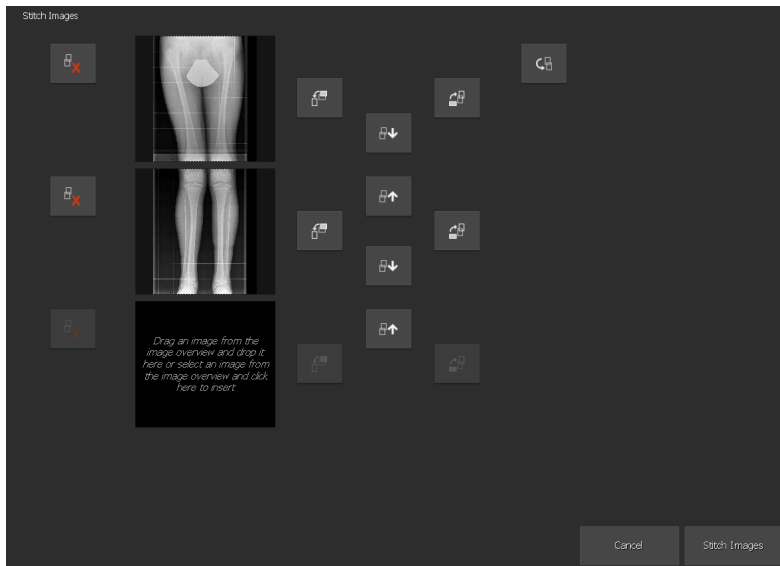 Stitch Images
Drag an image from the
image overview and drop it
here or select an image from
the image overview and click
here to insert
Cancel
Stitch Images